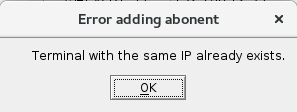 Error adding abonent
Terminal with the same IP already exists.
OK